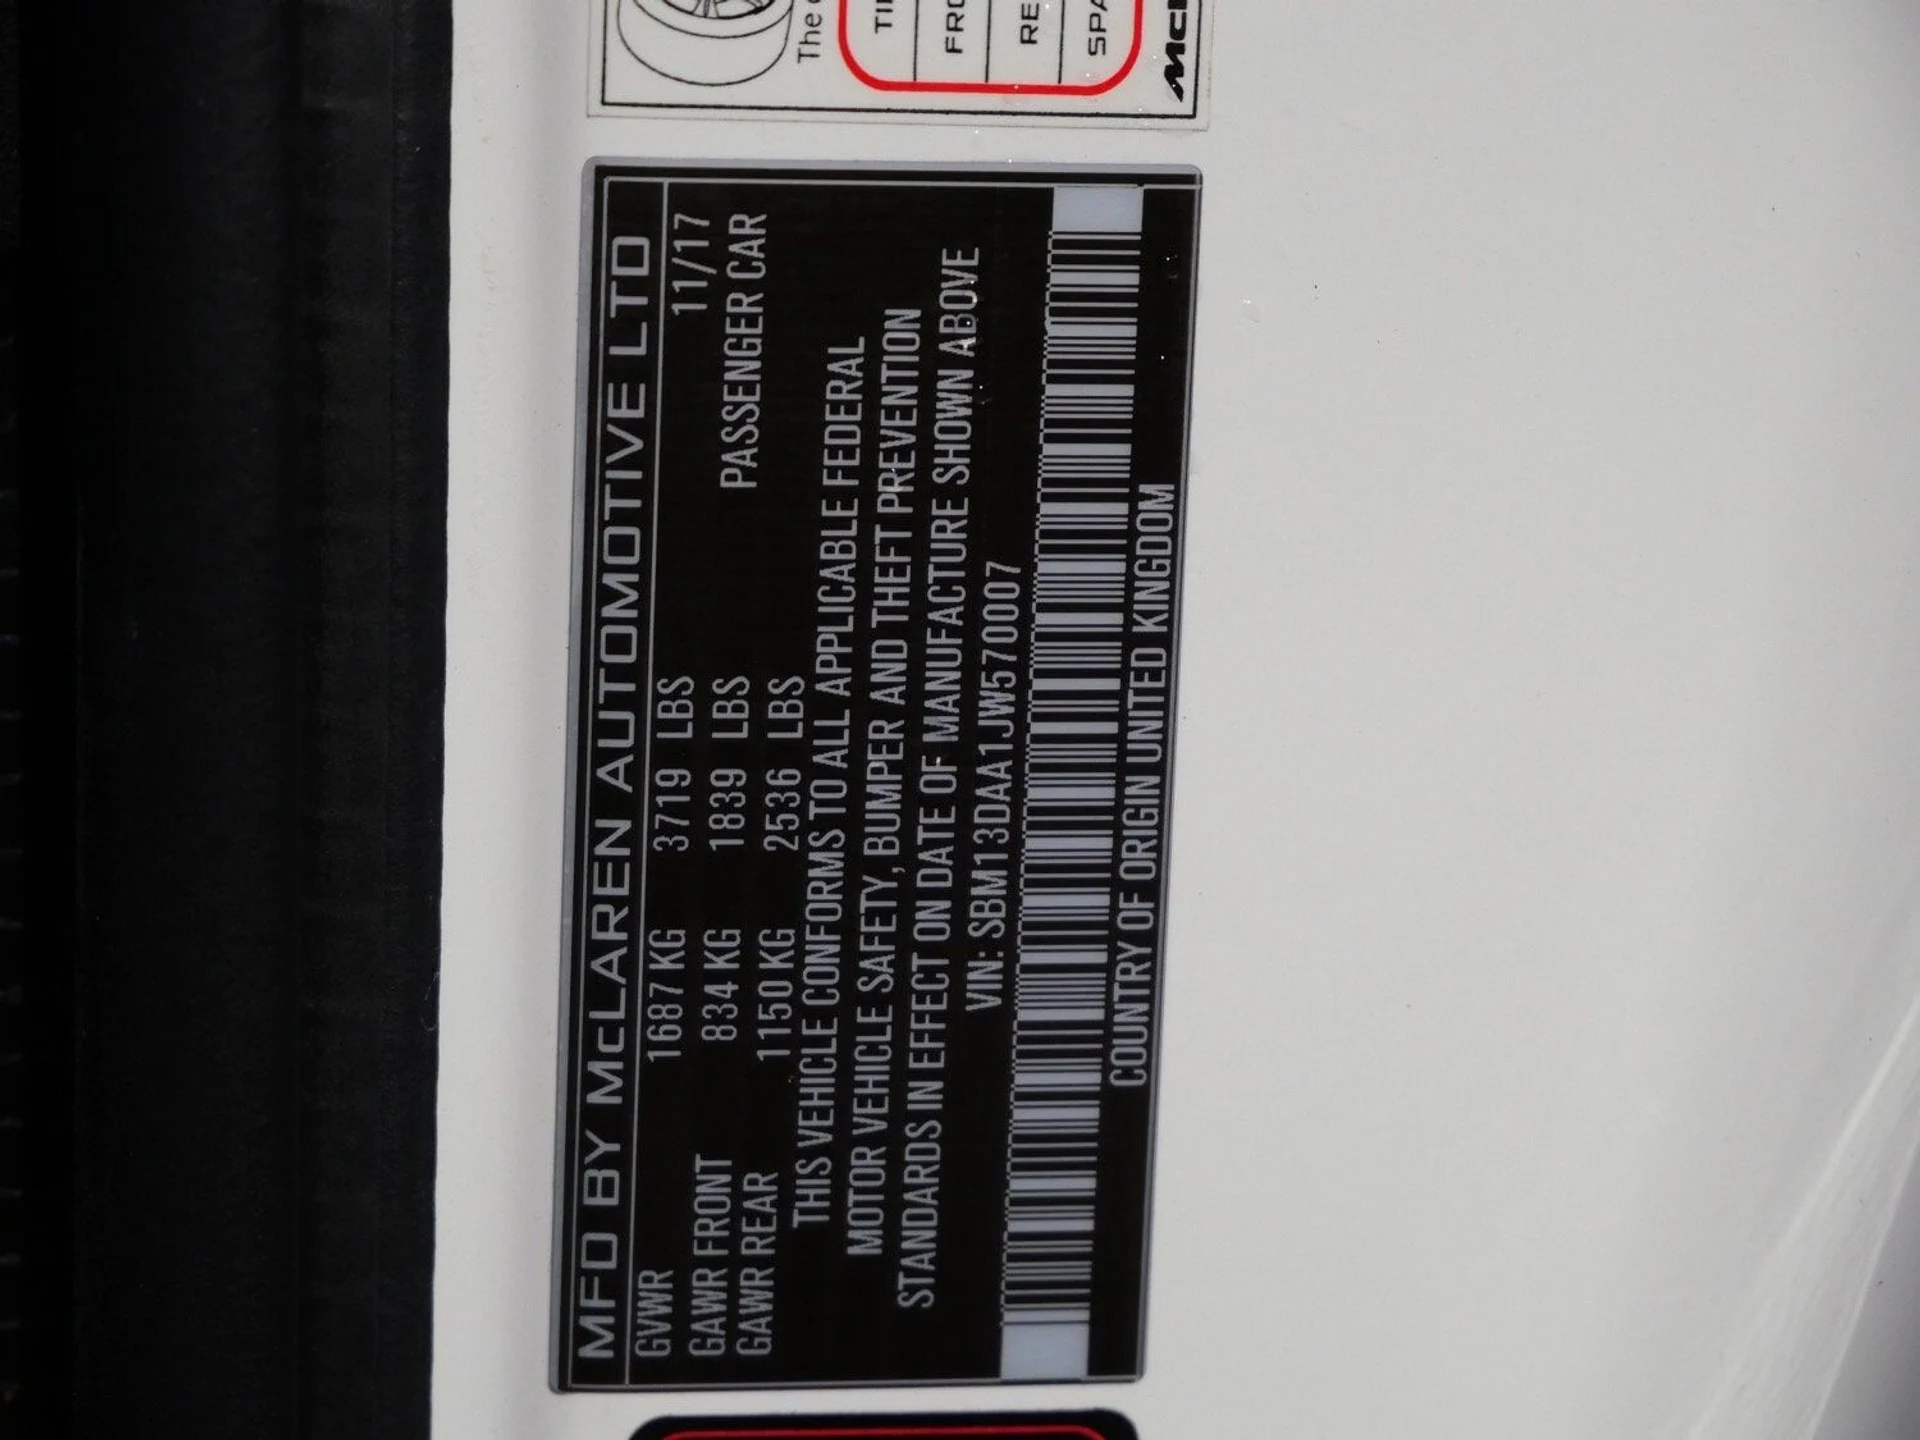 MFD BY McLAREN AUTOMOTIVE LTD
GVWR 1687 KG 3719 LBS 11/17
GAWR FRONT 834 KG 1839 LBS PASSENGER CAR
GAWR REAR 1150 KG 2536 LBS
THIS VEHICLE CONFORMS TO ALL APPLICABLE FEDERAL
MOTOR VEHICLE SAFETY, BUMPER AND THEFT PREVENTION
STANDARDS IN EFFECT ON DATE OF MANUFACTURE SHOWN ABOVE
VIN: SBM13DAA1JW570007
COUNTRY OF ORIGIN UNITED KINGDOM
The